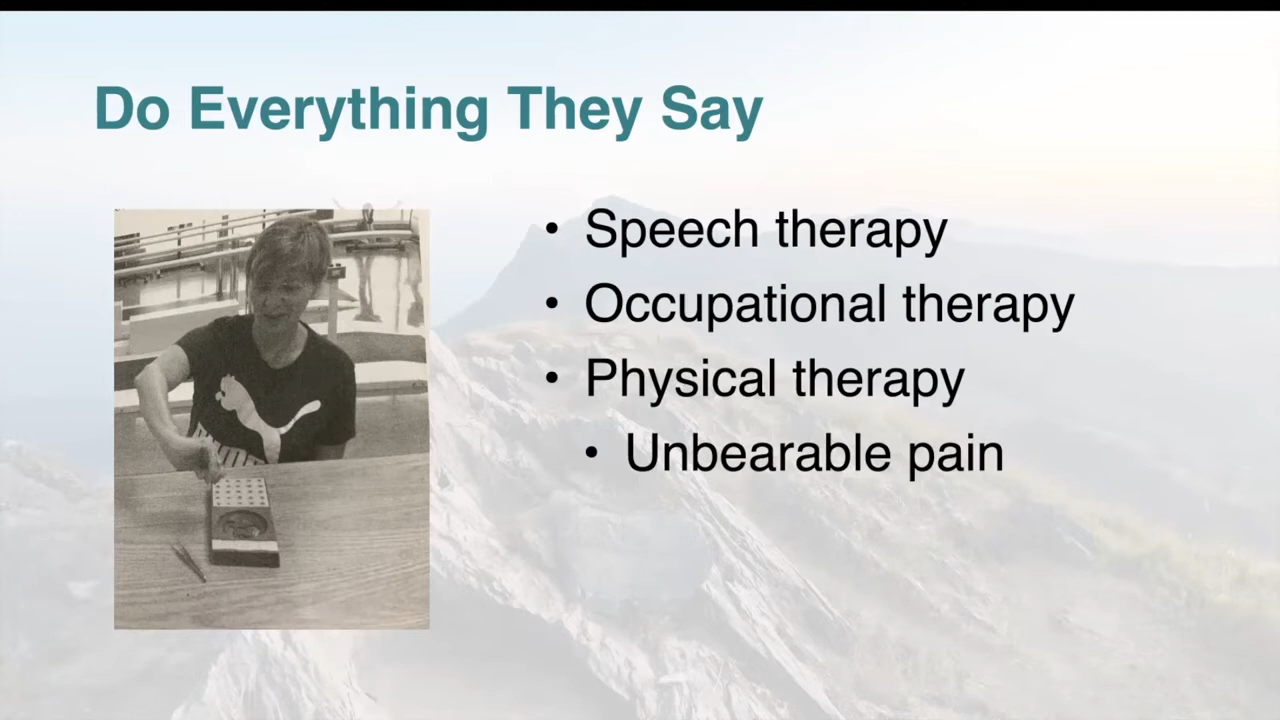 Do Everything They Say
• Speech therapy
• Occupational therapy
• Physical therapy
• Unbearable pain